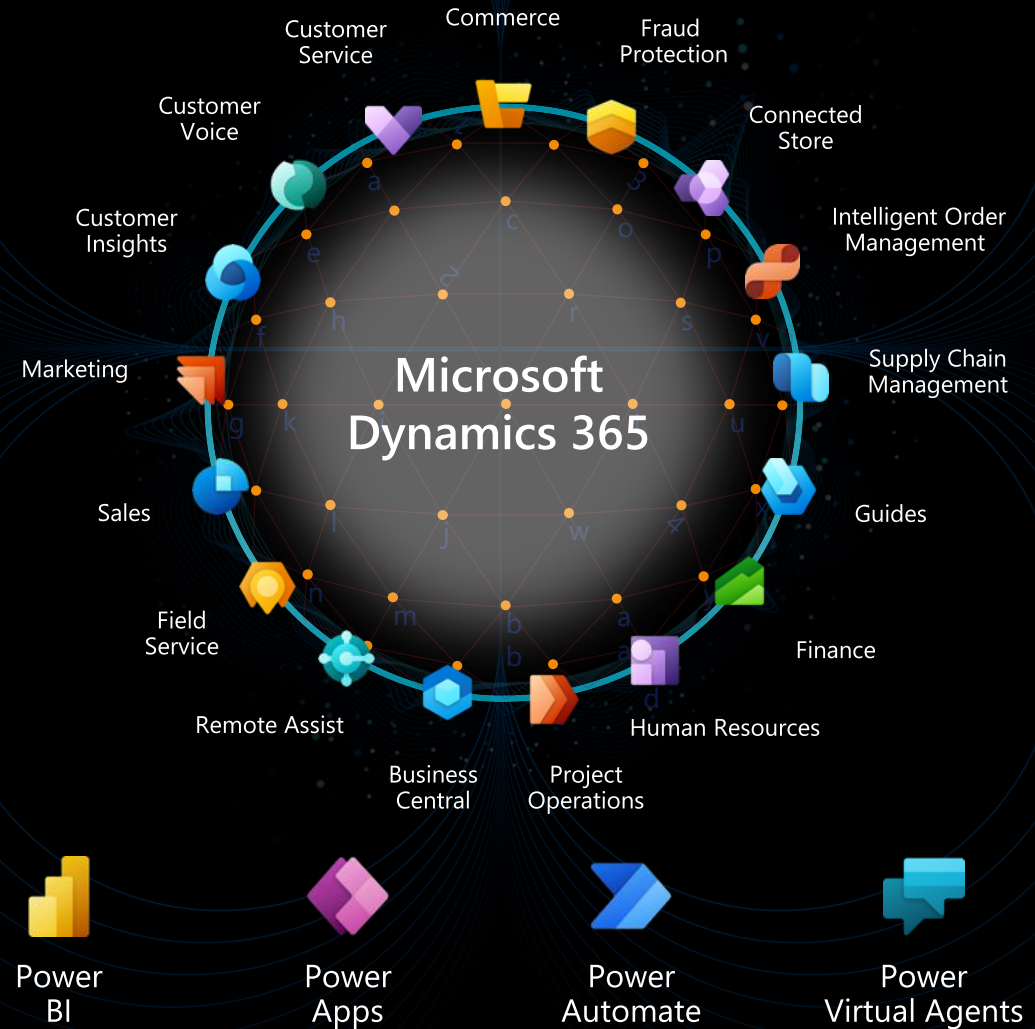 Commerce
Customer
Service
Fraud
Protection
Customer
Voice
Connected
Store
Customer
Insights
Intelligent Order
Management
Marketing
Supply Chain
Management
Microsoft
Dynamics 365
Sales
Guides
Field
Service
Finance
Remote Assist
Human Resources
Business
Central
Project
Operations
Power
BI
Power
Apps
Power
Automate
Power
Virtual Agents